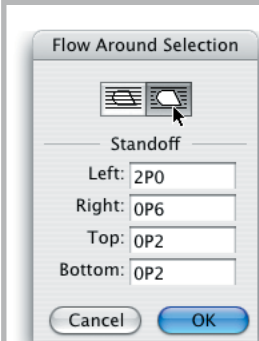 Flow Around Selection
Standoff
Left: 2P0
Right: 0P6
Top: 0P2
Bottom: 0P2
Cancel OK